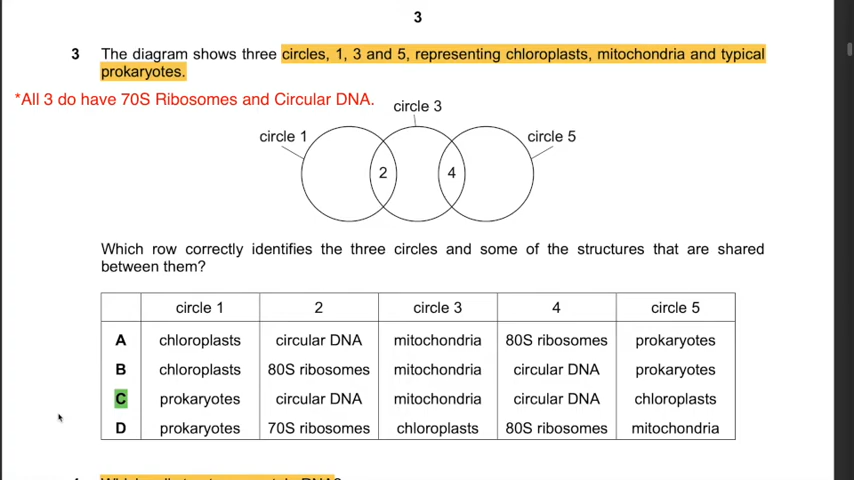 3
3 The diagram shows three circles, 1, 3 and 5, representing chloroplasts, mitochondria and typical
prokaryotes.
*All 3 do have 70S Ribosomes and Circular DNA.
circle 3
circle 1
circle 5
2
4
Which row correctly identifies the three circles and some of the structures that are shared
between them?
circle 1 2 circle 3 4 circle 5
A chloroplasts circular DNA mitochondria 80S ribosomes prokaryotes
B chloroplasts 80S ribosomes mitochondria circular DNA prokaryotes
C prokaryotes circular DNA mitochondria circular DNA chloroplasts
D prokaryotes 70S ribosomes chloroplasts 80S ribosomes mitochondria